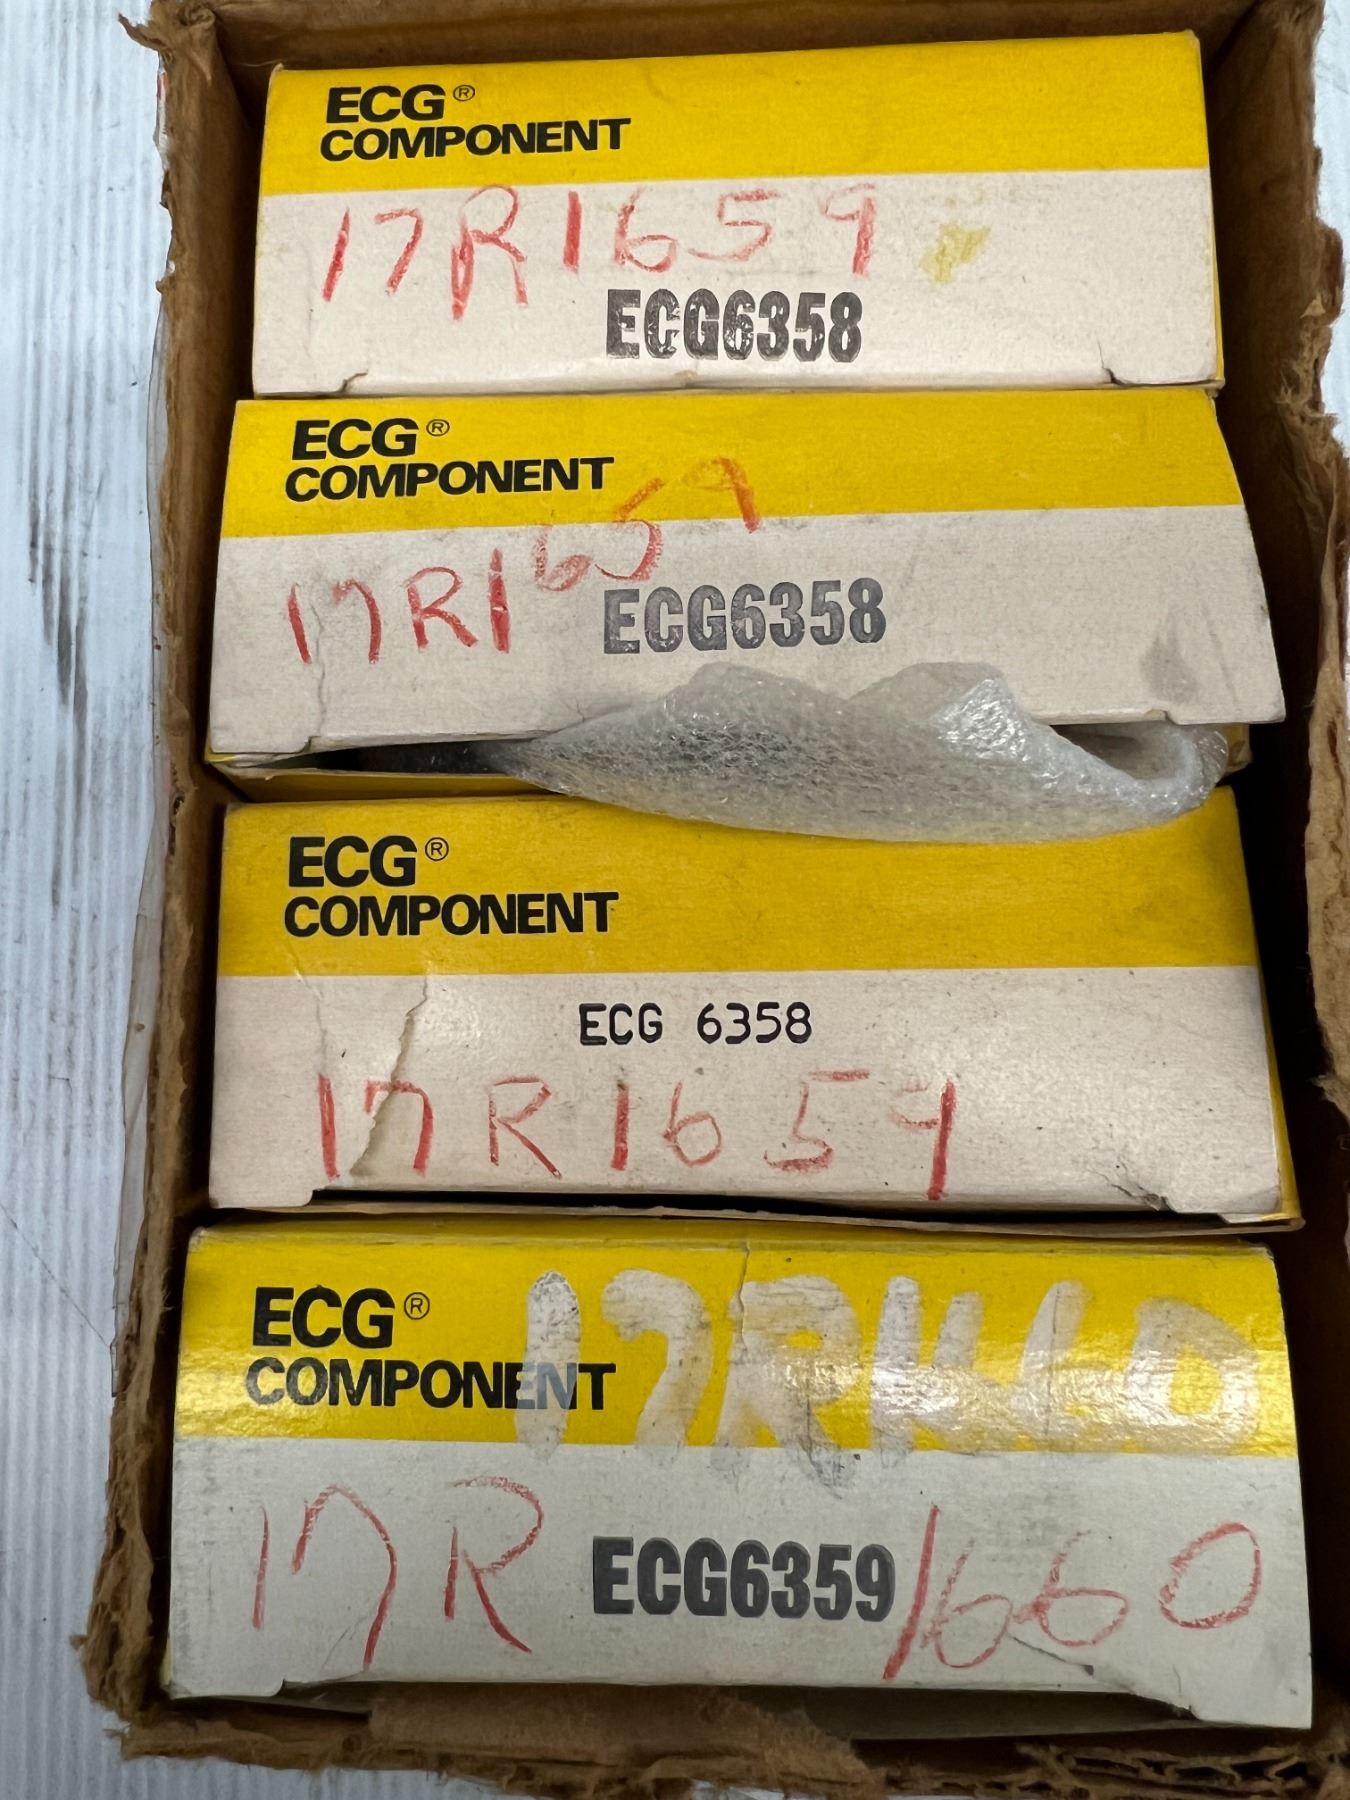 ECG®
COMPONENT
17R1659
ECG6358
ECG®
COMPONENT
17R1659
ECG6358
ECG®
COMPONENT
ECG 6358
17R1659
ECG®
COMPONENT
17R1660
17R ECG6359 1660